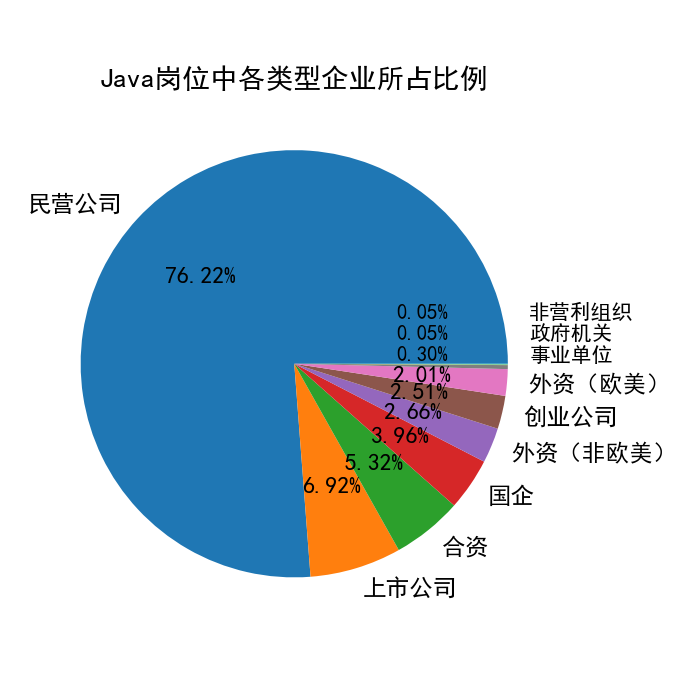 Java岗位中各类型企业所占比例
民营公司
76.22%
0.05%
非营利组织
0.05%
政府机关
0.30%
事业单位
2.01%
外资（欧美）
2.51%
创业公司
2.66%
外资（非欧美）
3.96%
国企
5.32%
合资
6.92%
上市公司